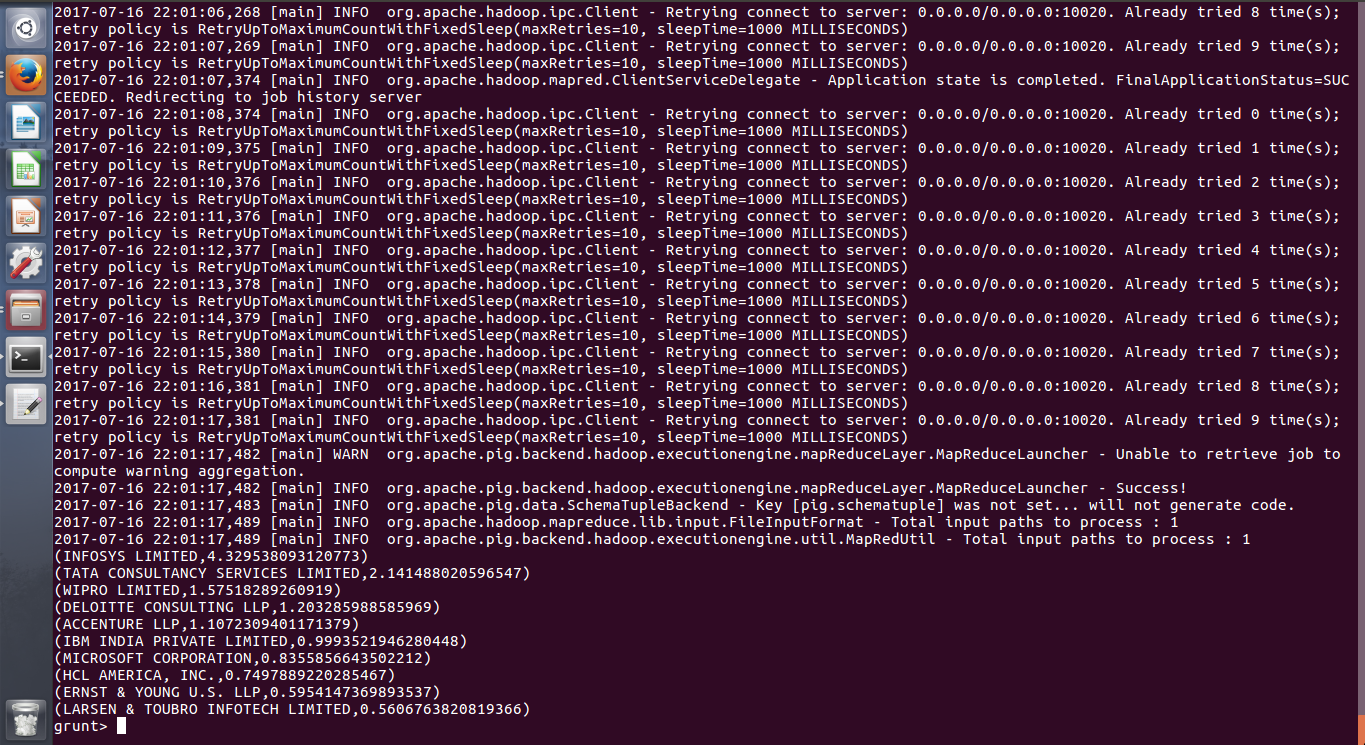 2017-07-16 22:01:06,268 [main] INFO  org.apache.hadoop.ipc.Client - Retrying connect to server: 0.0.0.0/0.0.0.0:10020. Already tried 8 time(s);
retry policy is RetryUpToMaximumCountWithFixedSleep(maxRetries=10, sleepTime=1000 MILLISECONDS)
2017-07-16 22:01:07,269 [main] INFO  org.apache.hadoop.ipc.Client - Retrying connect to server: 0.0.0.0/0.0.0.0:10020. Already tried 9 time(s);
retry policy is RetryUpToMaximumCountWithFixedSleep(maxRetries=10, sleepTime=1000 MILLISECONDS)
2017-07-16 22:01:07,374 [main] INFO  org.apache.hadoop.mapred.ClientServiceDelegate - Application state is completed. FinalApplicationStatus=SUC
CEEDED. Redirecting to job history server
2017-07-16 22:01:08,374 [main] INFO  org.apache.hadoop.ipc.Client - Retrying connect to server: 0.0.0.0/0.0.0.0:10020. Already tried 0 time(s);
retry policy is RetryUpToMaximumCountWithFixedSleep(maxRetries=10, sleepTime=1000 MILLISECONDS)
2017-07-16 22:01:09,375 [main] INFO  org.apache.hadoop.ipc.Client - Retrying connect to server: 0.0.0.0/0.0.0.0:10020. Already tried 1 time(s);
retry policy is RetryUpToMaximumCountWithFixedSleep(maxRetries=10, sleepTime=1000 MILLISECONDS)
2017-07-16 22:01:10,376 [main] INFO  org.apache.hadoop.ipc.Client - Retrying connect to server: 0.0.0.0/0.0.0.0:10020. Already tried 2 time(s);
retry policy is RetryUpToMaximumCountWithFixedSleep(maxRetries=10, sleepTime=1000 MILLISECONDS)
2017-07-16 22:01:11,376 [main] INFO  org.apache.hadoop.ipc.Client - Retrying connect to server: 0.0.0.0/0.0.0.0:10020. Already tried 3 time(s);
retry policy is RetryUpToMaximumCountWithFixedSleep(maxRetries=10, sleepTime=1000 MILLISECONDS)
2017-07-16 22:01:12,377 [main] INFO  org.apache.hadoop.ipc.Client - Retrying connect to server: 0.0.0.0/0.0.0.0:10020. Already tried 4 time(s);
retry policy is RetryUpToMaximumCountWithFixedSleep(maxRetries=10, sleepTime=1000 MILLISECONDS)
2017-07-16 22:01:13,378 [main] INFO  org.apache.hadoop.ipc.Client - Retrying connect to server: 0.0.0.0/0.0.0.0:10020. Already tried 5 time(s);
retry policy is RetryUpToMaximumCountWithFixedSleep(maxRetries=10, sleepTime=1000 MILLISECONDS)
2017-07-16 22:01:14,379 [main] INFO  org.apache.hadoop.ipc.Client - Retrying connect to server: 0.0.0.0/0.0.0.0:10020. Already tried 6 time(s);
retry policy is RetryUpToMaximumCountWithFixedSleep(maxRetries=10, sleepTime=1000 MILLISECONDS)
2017-07-16 22:01:15,380 [main] INFO  org.apache.hadoop.ipc.Client - Retrying connect to server: 0.0.0.0/0.0.0.0:10020. Already tried 7 time(s);
retry policy is RetryUpToMaximumCountWithFixedSleep(maxRetries=10, sleepTime=1000 MILLISECONDS)
2017-07-16 22:01:16,381 [main] INFO  org.apache.hadoop.ipc.Client - Retrying connect to server: 0.0.0.0/0.0.0.0:10020. Already tried 8 time(s);
retry policy is RetryUpToMaximumCountWithFixedSleep(maxRetries=10, sleepTime=1000 MILLISECONDS)
2017-07-16 22:01:17,381 [main] INFO  org.apache.hadoop.ipc.Client - Retrying connect to server: 0.0.0.0/0.0.0.0:10020. Already tried 9 time(s);
retry policy is RetryUpToMaximumCountWithFixedSleep(maxRetries=10, sleepTime=1000 MILLISECONDS)
2017-07-16 22:01:17,482 [main] WARN  org.apache.pig.backend.hadoop.executionengine.mapReduceLayer.MapReduceLauncher - Unable to retrieve job to
compute warning aggregation.
2017-07-16 22:01:17,482 [main] INFO  org.apache.pig.backend.hadoop.executionengine.mapReduceLayer.MapReduceLauncher - Success!
2017-07-16 22:01:17,483 [main] INFO  org.apache.pig.data.SchemaTupleBackend - Key [pig.schematuple] was not set... will not generate code.
2017-07-16 22:01:17,489 [main] INFO  org.apache.hadoop.mapreduce.lib.input.FileInputFormat - Total input paths to process : 1
2017-07-16 22:01:17,489 [main] INFO  org.apache.pig.backend.hadoop.executionengine.util.MapRedUtil - Total input paths to process : 1
(INFOSYS LIMITED,4.329538093120773)
(TATA CONSULTANCY SERVICES LIMITED,2.141488020596547)
(WIPRO LIMITED,1.57518289260919)
(DELOITTE CONSULTING LLP,1.203285988585969)
(ACCENTURE LLP,1.1072309401171379)
(IBM INDIA PRIVATE LIMITED,0.9993521946280448)
(MICROSOFT CORPORATION,0.8355856643502212)
(HCL AMERICA, INC.,0.7497889220285467)
(ERNST & YOUNG U.S. LLP,0.5954147369893537)
(LARSEN & TOUBRO INFOTECH LIMITED,0.5606763820819366)
grunt>